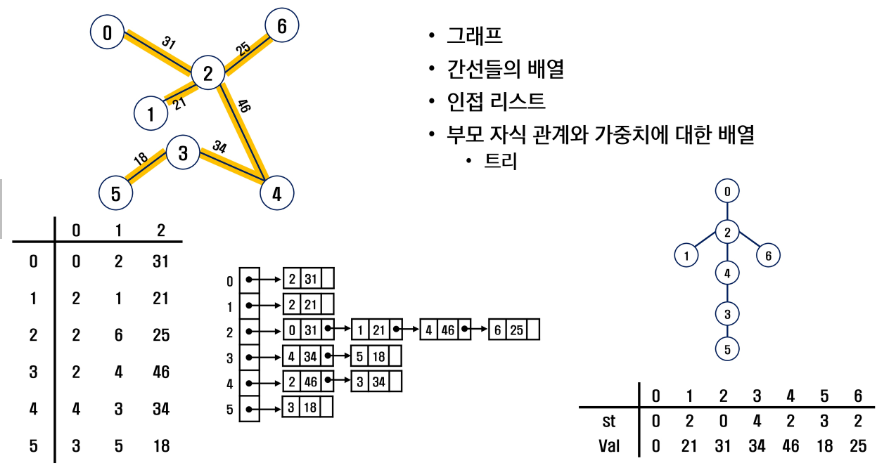 0
6
31
25
2
1
21
46
3
34
18
5
4
• 그래프
• 간선들의 배열
• 인접 리스트
• 부모 자식 관계와 가중치에 대한 배열
• 트리
0 1 2
0 0 2 31
1 2 1 21
2 2 6 25
3 2 4 46
4 4 3 34
5 3 5 18
0 2 31
1 2 21
2 0 31 1 21 4 46 6 25
3 4 34 5 18
4 2 46 3 34
5 3 18
0
2
1 6
4
3
5
0 1 2 3 4 5 6
st 0 2 0 4 2 3 2
Val 0 21 31 34 46 18 25